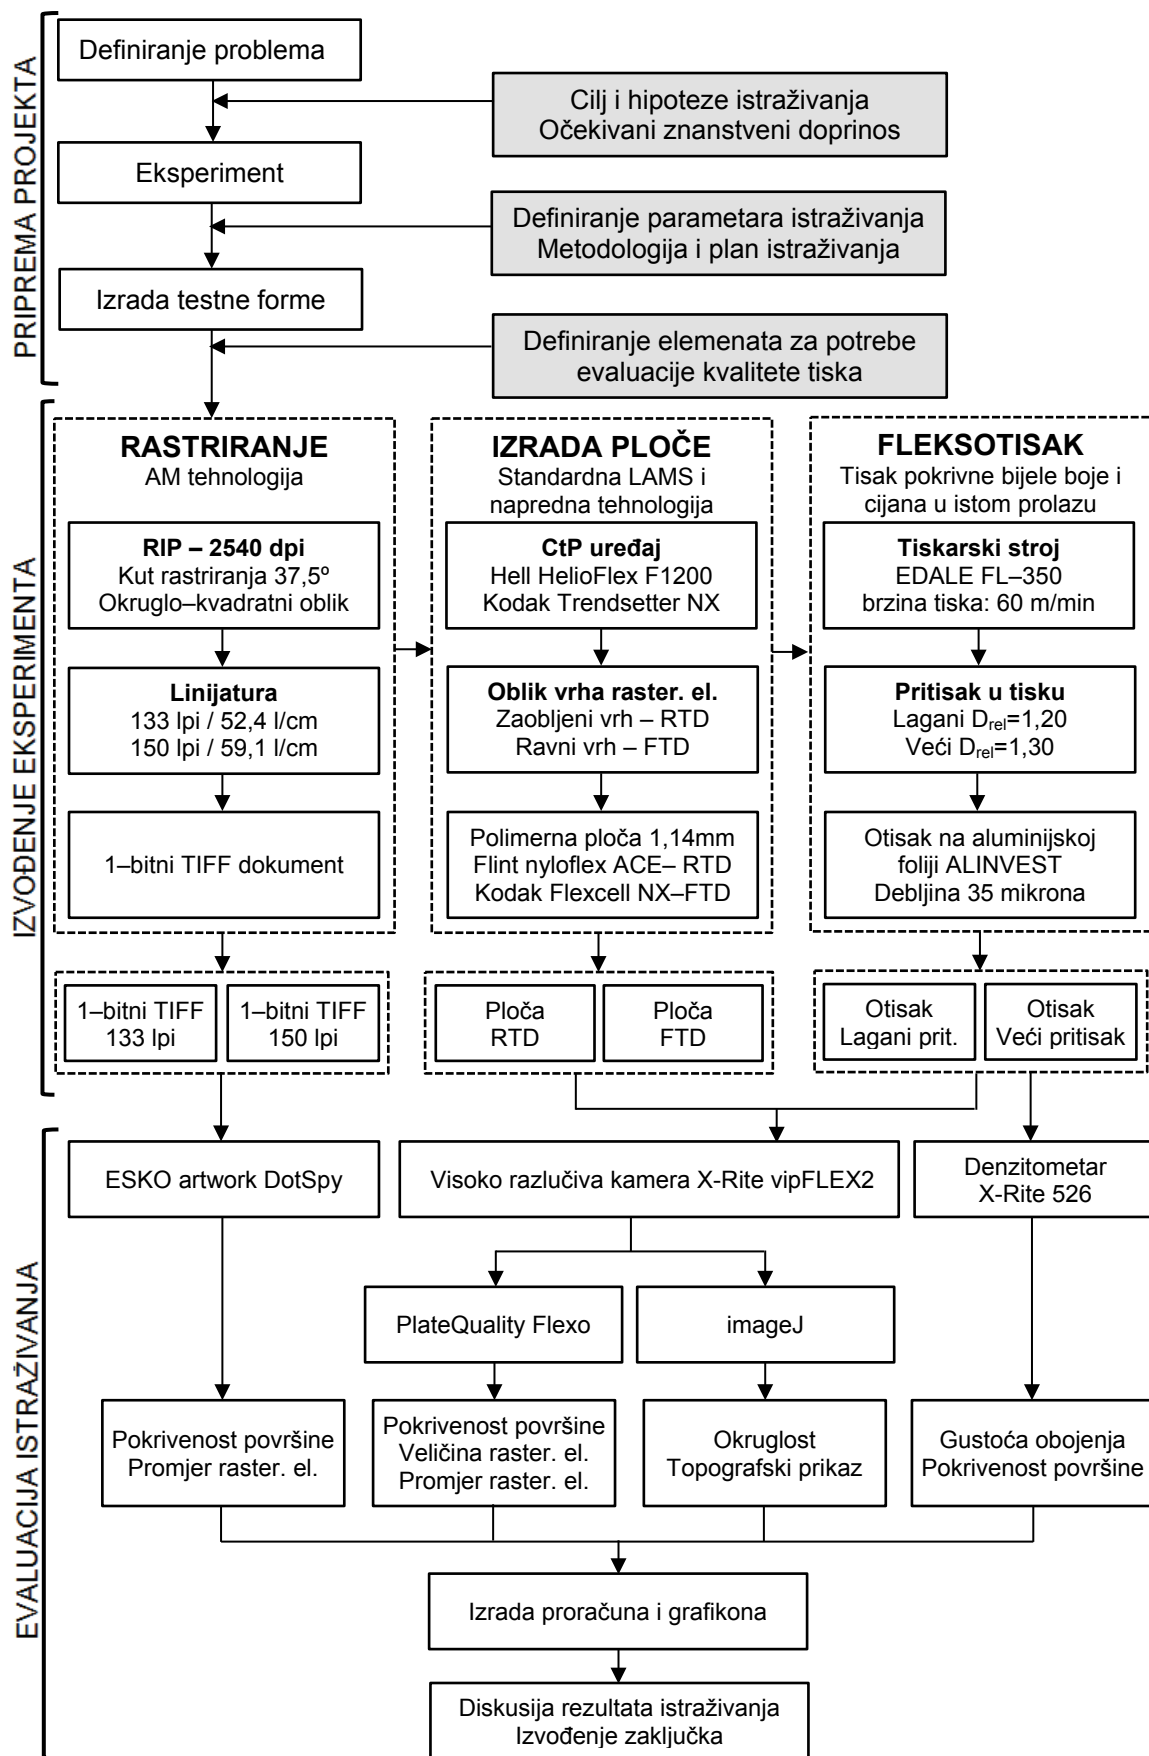 PRIPREMA PROJEKTA
Definiranje problema
Cilj i hipoteze istraživanja
Očekivani znanstveni doprinos
Eksperiment
Definiranje parametara istraživanja
Metodologija i plan istraživanja
Izrada testne forme
Definiranje elemenata za potrebe
evaluacije kvalitete tiska
IZVOĐENJE EKSPERIMENTA
RASTRIRANJE
AM tehnologija
RIP – 2540 dpi
Kut rastriranja 37,5º
Okruglo–kvadratni oblik
Linijatura
133 lpi / 52,4 l/cm
150 lpi / 59,1 l/cm
1–bitni TIFF dokument
1–bitni TIFF
133 lpi
1–bitni TIFF
150 lpi
IZRADA PLOČE
Standardna LAMS i
napredna tehnologija
CtP uređaj
Hell HelioFlex F1200
Kodak Trendsetter NX
Oblik vrha raster. el.
Zaobljeni vrh – RTD
Ravni vrh – FTD
Polimerna ploča 1,14mm
Flint nyloflex ACE– RTD
Kodak Flexcell NX–FTD
Ploča
RTD
Ploča
FTD
FLEKSOTISAK
Tisak pokrivne bijele boje i
cijana u istom prolazu
Tiskarski stroj
EDALE FL–350
brzina tiska: 60 m/min
Pritisak u tisku
Lagani Drel=1,20
Veći Drel=1,30
Otisak na aluminijskoj
foliji ALINVEST
Debljina 35 mikrona
Otisak
Lagani prit.
Otisak
Veći pritisak
EVALUACIJA ISTRAŽIVANJA
ESKO artwork DotSpy
Visoko razlučiva kamera X-Rite vipFLEX2
Denzitometar
X-Rite 526
PlateQuality Flexo
imageJ
Pokrivenost površine
Promjer raster. el.
Pokrivenost površine
Veličina raster. el.
Promjer raster. el.
Okruglost
Topografski prikaz
Gustoća obojenja
Pokrivenost površine
Izrada proračuna i grafikona
Diskusija rezultata istraživanja
Izvođenje zaključka